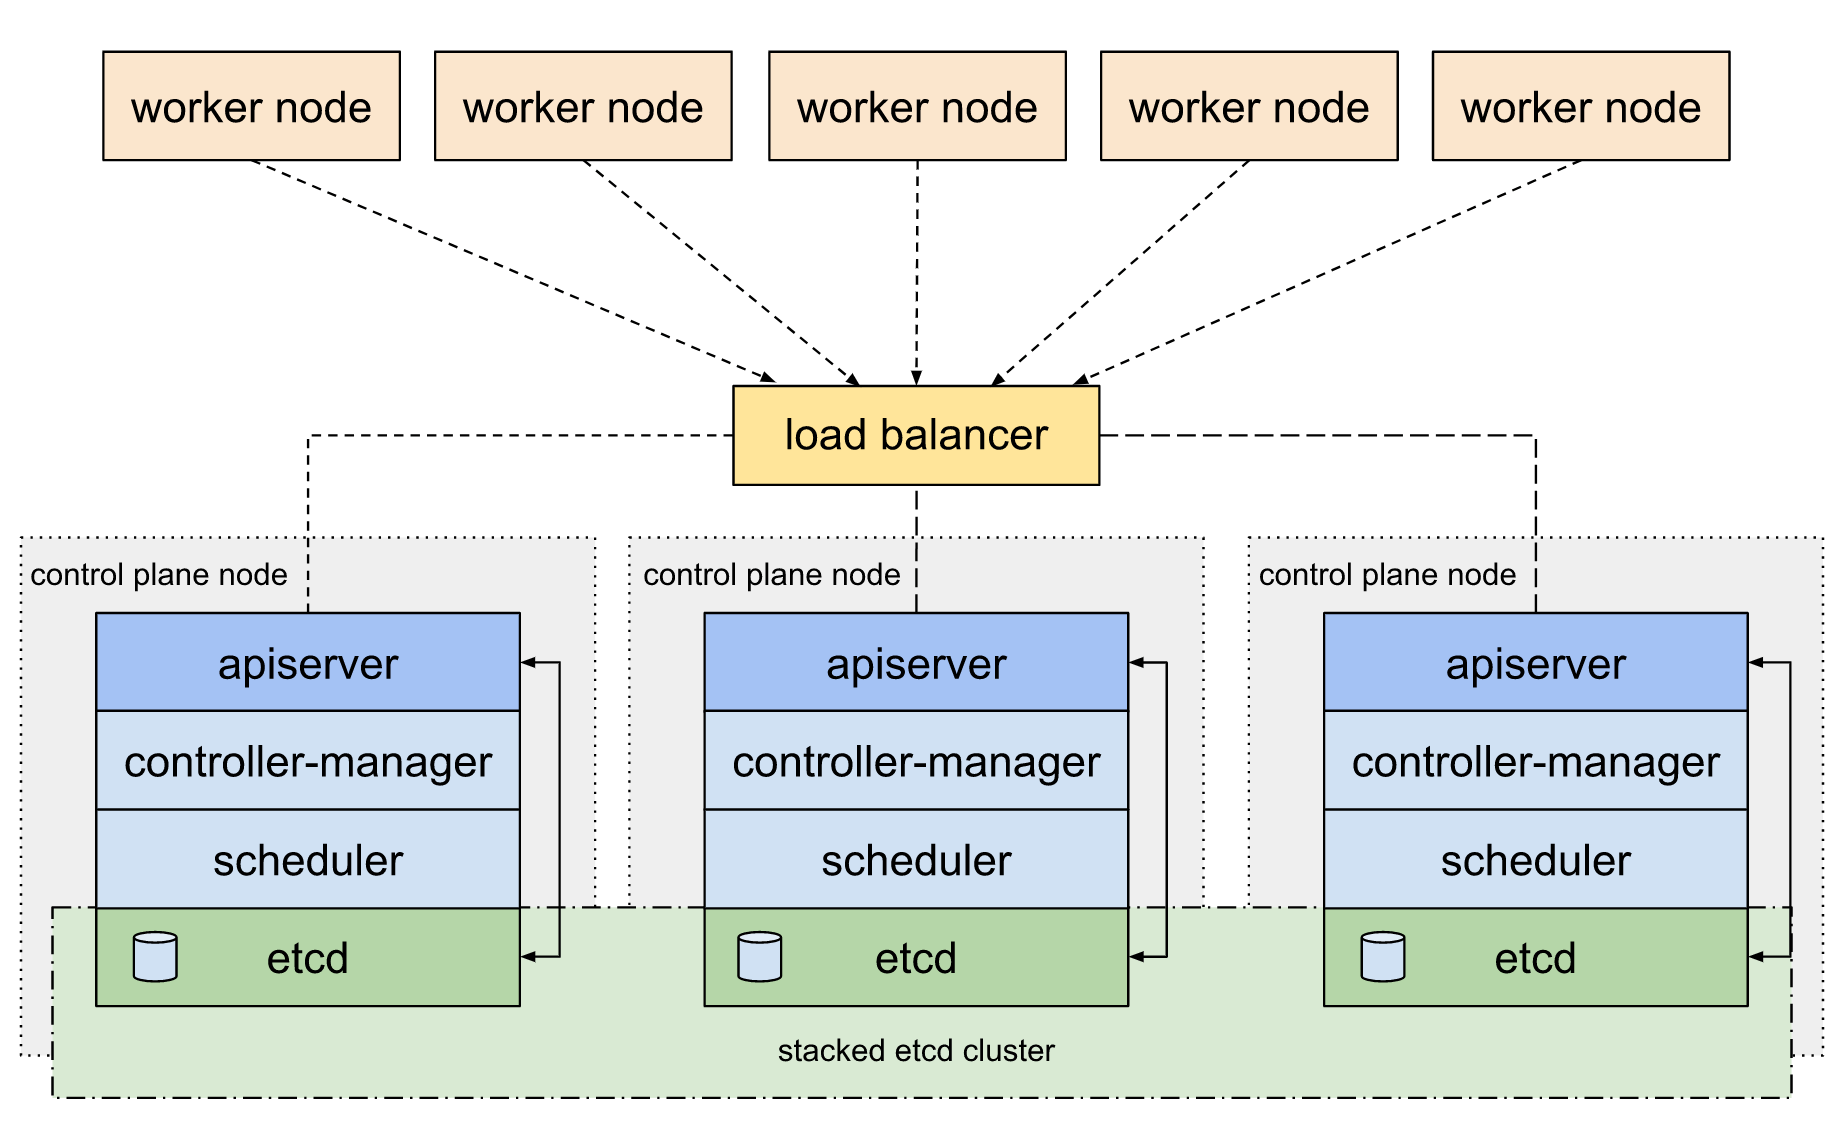 worker node
worker node
worker node
worker node
worker node
load balancer
control plane node
control plane node
control plane node
apiserver
apiserver
apiserver
controller-manager
controller-manager
controller-manager
scheduler
scheduler
scheduler
etcd
etcd
etcd
stacked etcd cluster